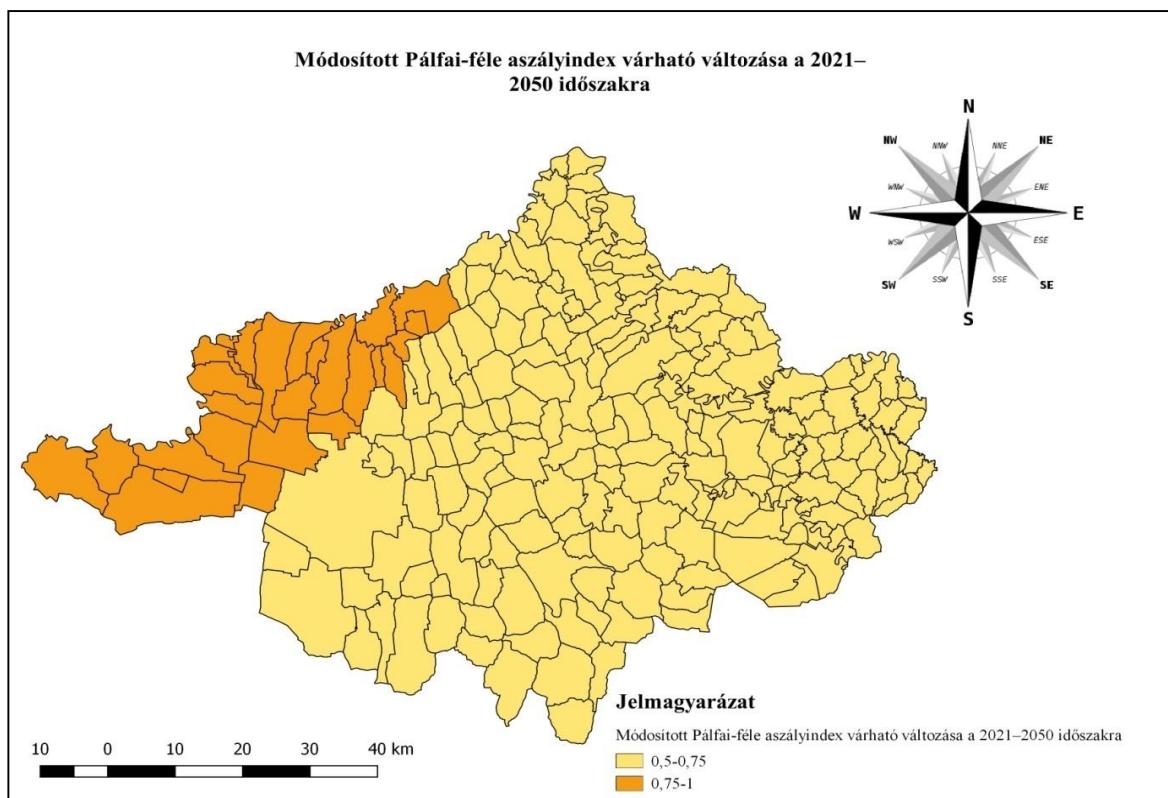 Módosított Pálfai-féle aszályindex várható változása a 2021–
2050 időszakra
N
NNW
NNE
NW
NE
WNW
ENE
W
E
WSW
ESE
SW
SE
SSW
SSE
S
Jelmagyarázat
Módosított Pálfai-féle aszályindex várható változása a 2021–2050 időszakra
0,5-0,75
0,75-1
10 0 10 20 30 40 km